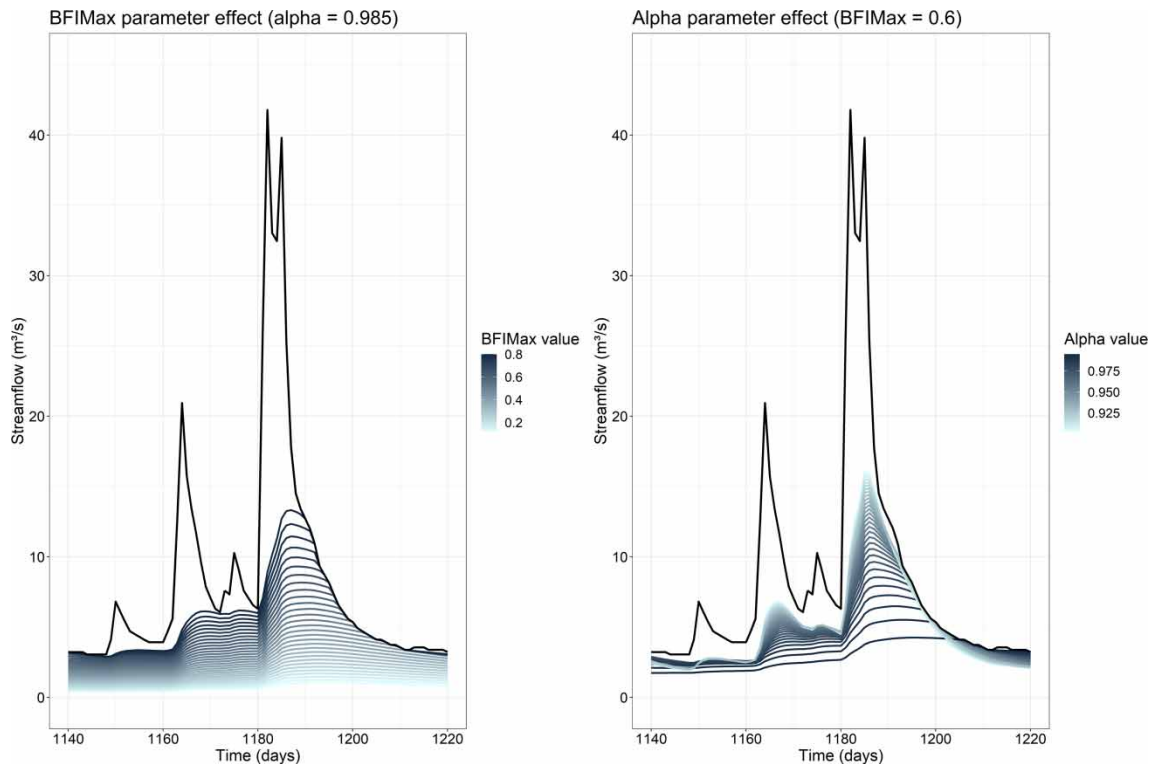 BFIMax parameter effect (alpha = 0.985)
Streamflow (m³/s)
40
30
20
10
0
1140 1160 1180 1200 1220
Time (days)
BFIMax value
0.8
0.6
0.4
0.2
Alpha parameter effect (BFIMax = 0.6)
Streamflow (m³/s)
40
30
20
10
0
1140 1160 1180 1200 1220
Time (days)
Alpha value
0.975
0.950
0.925